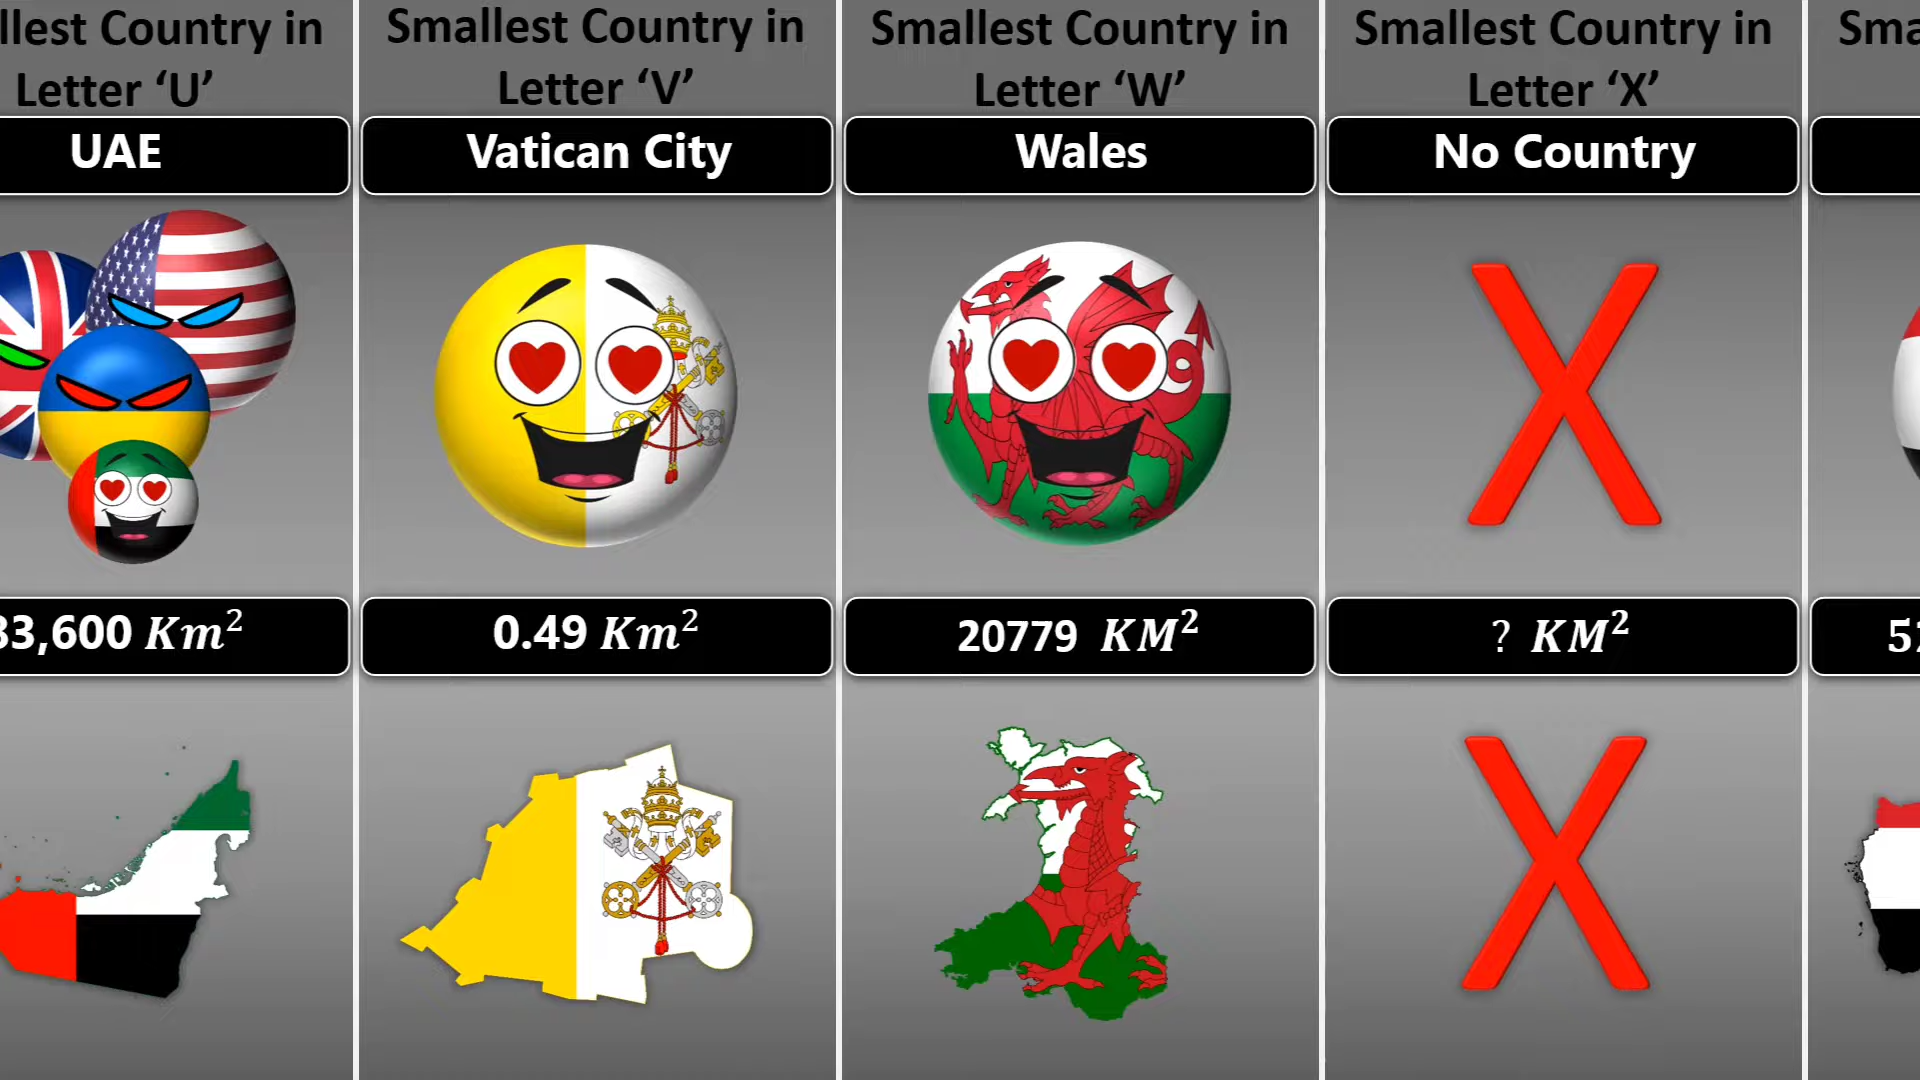 llest Country in
Letter ‘U’
UAE
33,600 Km²
Smallest Country in
Letter ‘V’
Vatican City
0.49 Km²
Smallest Country in
Letter ‘W’
Wales
20779 KM²
Smallest Country in
Letter ‘X’
No Country
X
? KM²
X
Sma